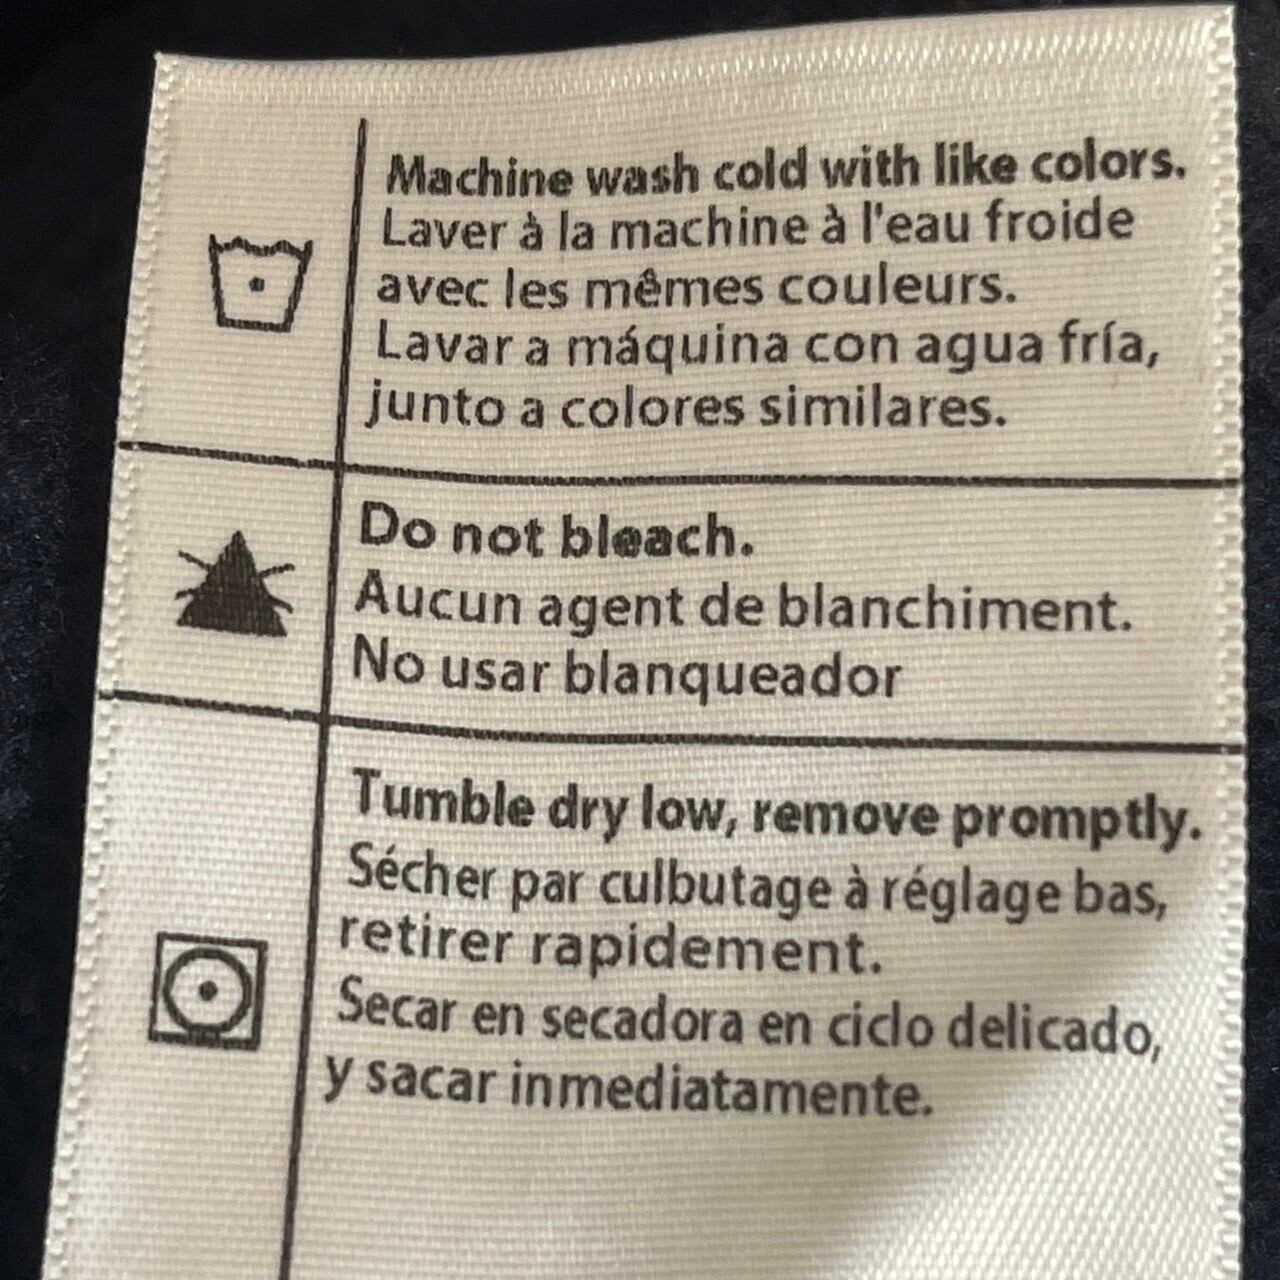 Machine wash cold with like colors.
Laver à la machine à l'eau froide
avec les mêmes couleurs.
Lavar a máquina con agua fría,
junto a colores similares.
Do not bleach.
Aucun agent de blanchiment.
No usar blanqueador
Tumble dry low, remove promptly.
Sécher par culbutage à réglage bas,
retirer rapidement.
Secar en secadora en ciclo delicado,
y sacar inmediatamente.